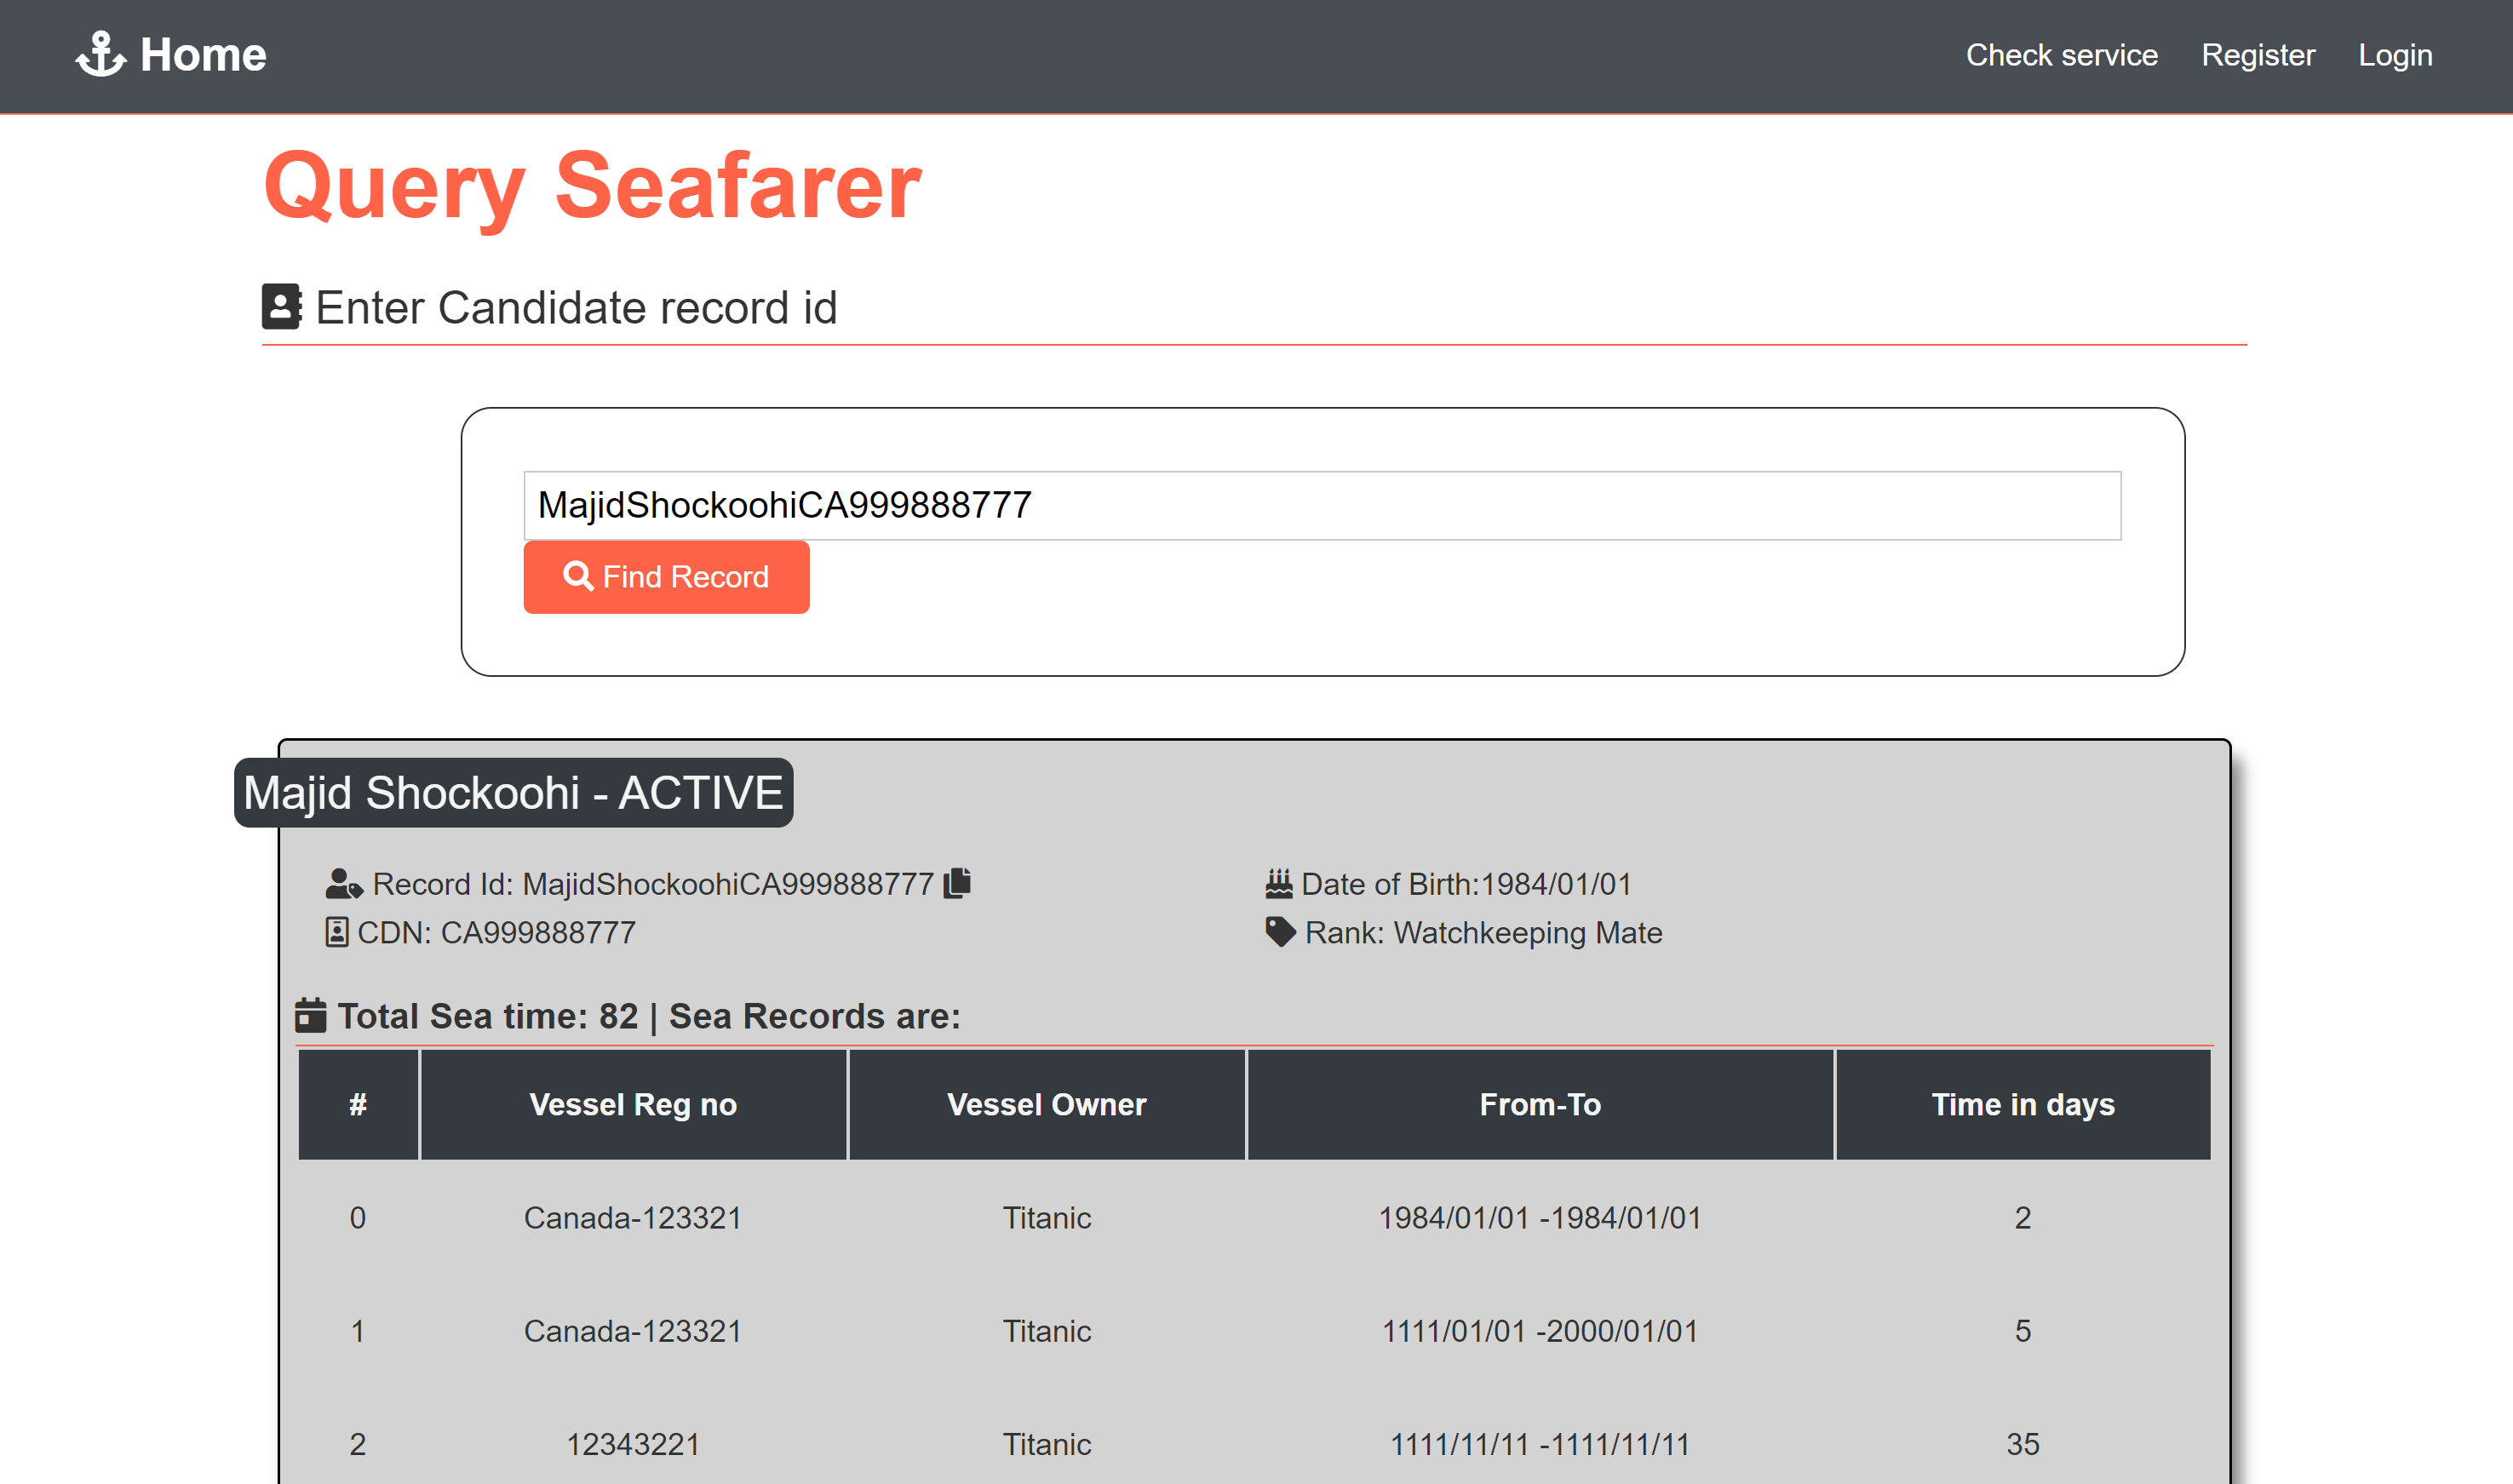 Home Check service Register Login
Query Seafarer
Enter Candidate record id
MajidShockoohiCA999888777
Find Record
Majid Shockoohi - ACTIVE
Record Id: MajidShockoohiCA999888777 Date of Birth:1984/01/01
CDN: CA999888777 Rank: Watchkeeping Mate
Total Sea time: 82 | Sea Records are:
# Vessel Reg no Vessel Owner From-To Time in days
0 Canada-123321 Titanic 1984/01/01 -1984/01/01 2
1 Canada-123321 Titanic 1111/01/01 -2000/01/01 5
2 12343221 Titanic 1111/11/11 -1111/11/11 35